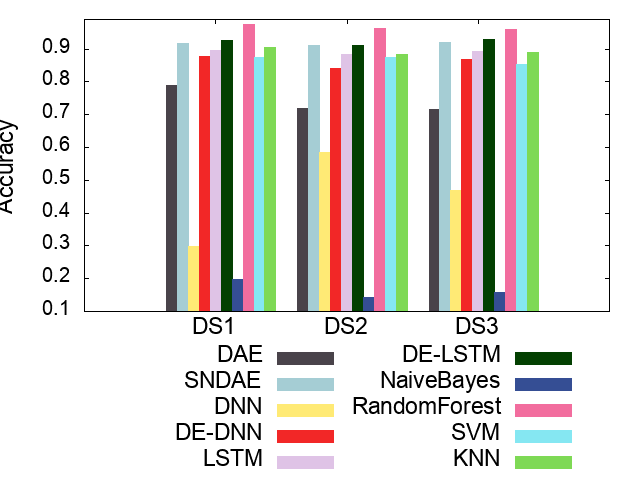 Accuracy
0.9
0.8
0.7
0.6
0.5
0.4
0.3
0.2
0.1
DS1 DS2 DS3
DAE DE-LSTM
SNDAE NaiveBayes
DNN RandomForest
DE-DNN SVM
LSTM KNN